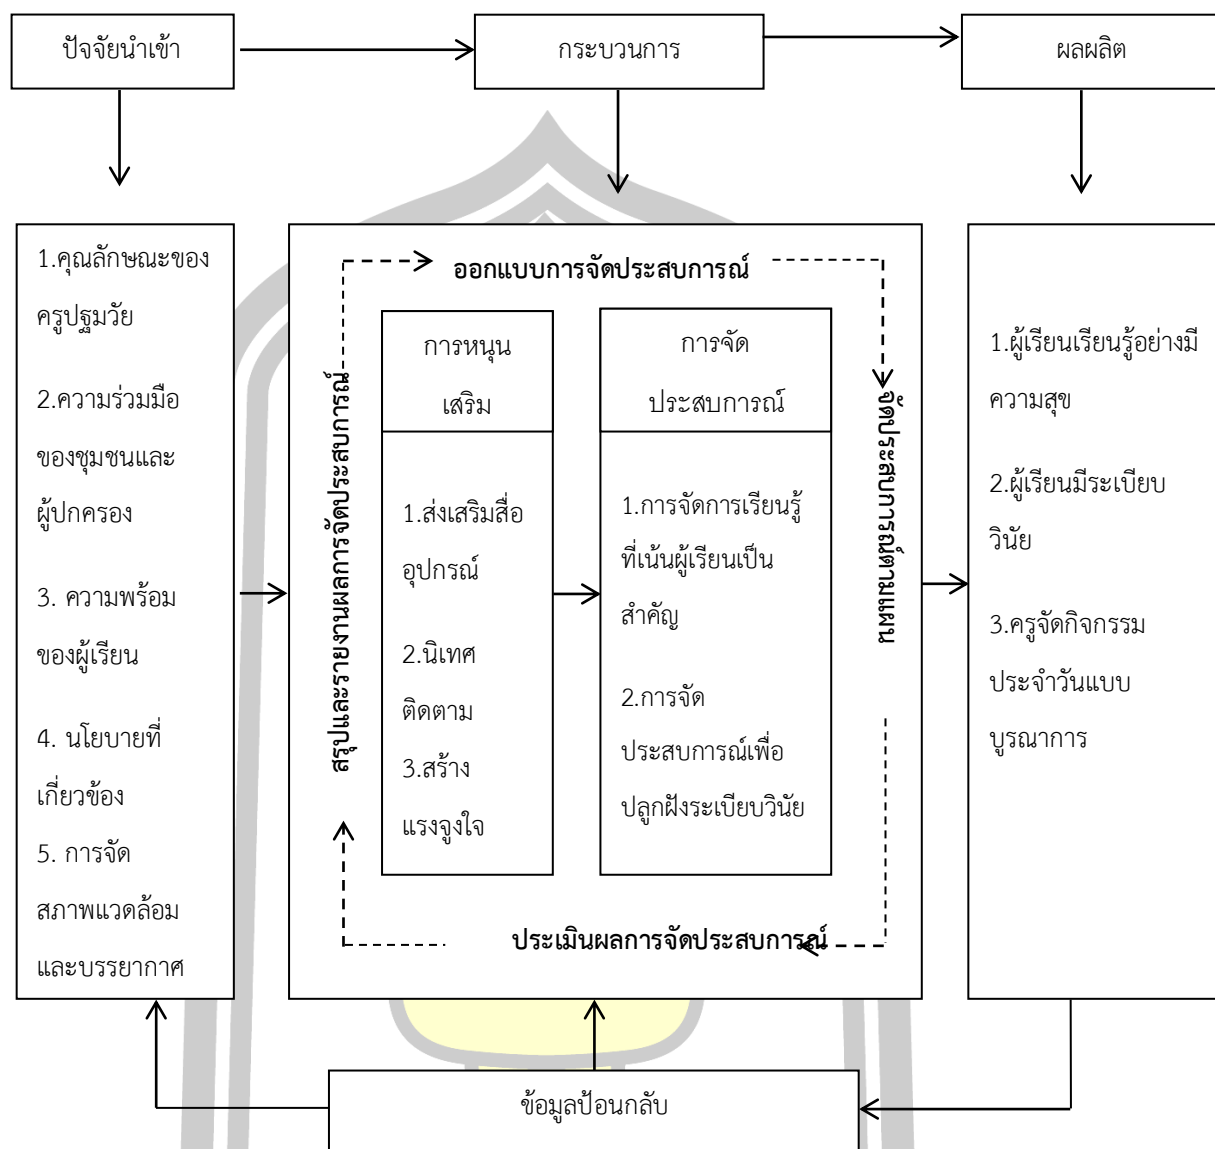 ปัจจัยนำเข้า
กระบวนการ
ผลผลิต
1.คุณลักษณะของ
ครูปฐมวัย
2.ความร่วมมือ
ของชุมชนและ
ผู้ปกครอง
3. ความพร้อม
ของผู้เรียน
4. นโยบายที่
เกี่ยวข้อง
5. การจัด
สภาพแวดล้อม
และบรรยากาศ
ออกแบบการจัดประสบการณ์
สรุปและรายงานผลการจัดประสบการณ์
การหนุน
เสริม
1.ส่งเสริมสื่อ
อุปกรณ์
2.นิเทศ
ติดตาม
3.สร้าง
แรงจูงใจ
การจัด
ประสบการณ์
1.การจัดการเรียนรู้
ที่เน้นผู้เรียนเป็น
สำคัญ
2.การจัด
ประสบการณ์เพื่อ
ปลูกฝังระเบียบวินัย
จัดประสบการณ์ตามแผน
ประเมินผลการจัดประสบการณ์
1.ผู้เรียนเรียนรู้อย่างมี
ความสุข
2.ผู้เรียนมีระเบียบ
วินัย
3.ครูจัดกิจกรรม
ประจำวันแบบ
บูรณาการ
ข้อมูลป้อนกลับ